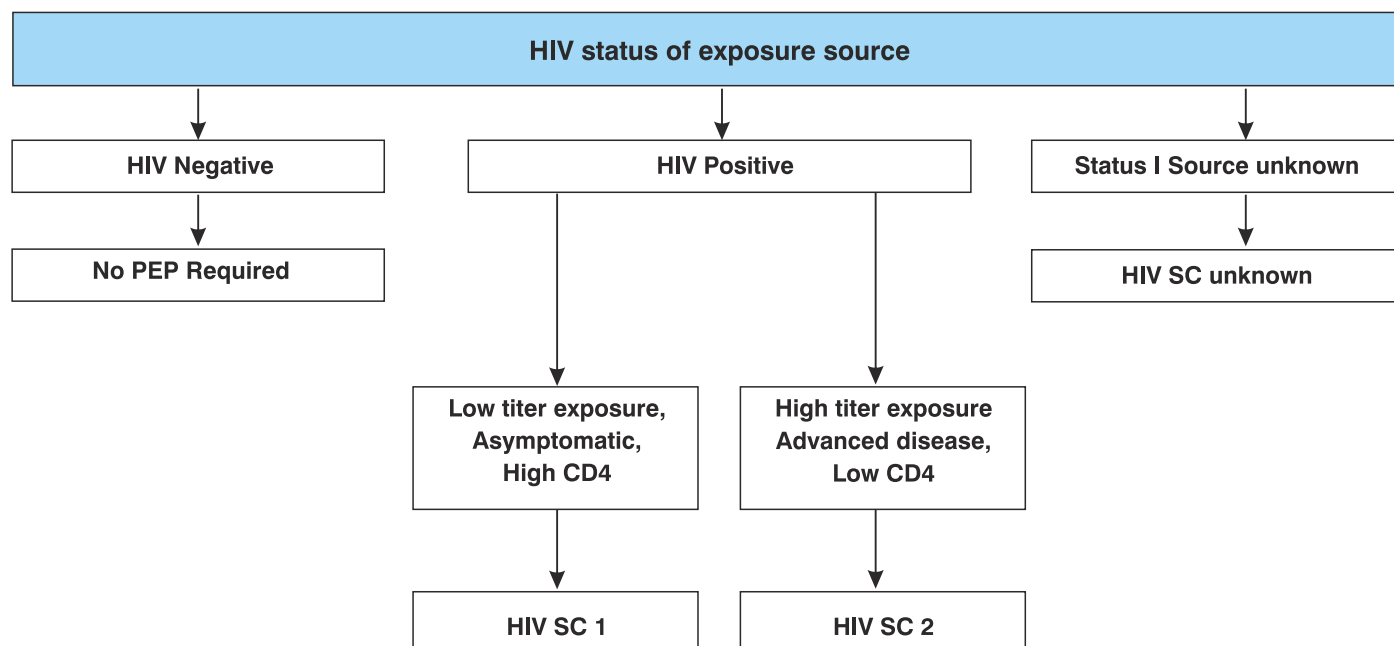 HIV status of exposure source
HIV Negative
HIV Positive
Status I Source unknown
No PEP Required
HIV SC unknown
Low titer exposure,
Asymptomatic,
High CD4
High titer exposure
Advanced disease,
Low CD4
HIV SC 1
HIV SC 2